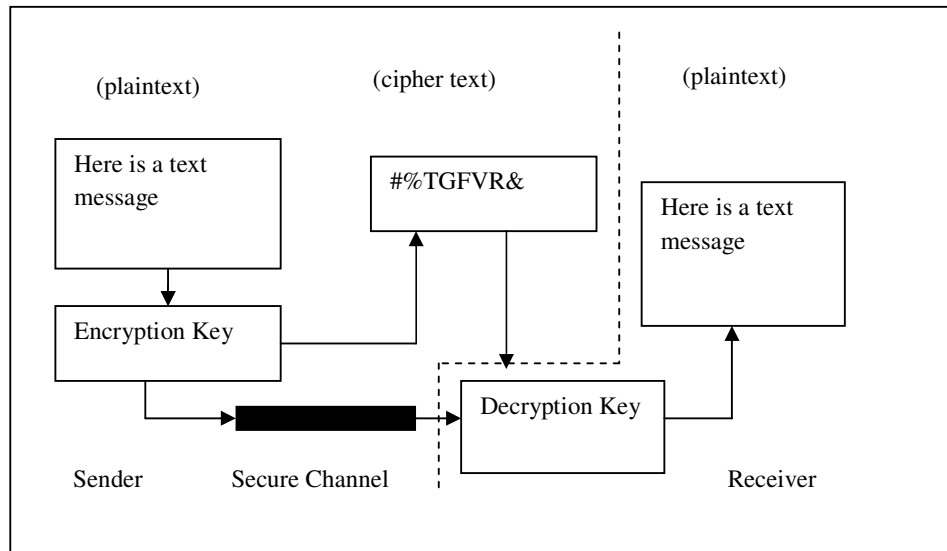 (plaintext)
(cipher text)
(plaintext)
Here is a text
message
#%TGFVR&
Here is a text
message
Encryption Key
Decryption Key
Sender
Secure Channel
Receiver